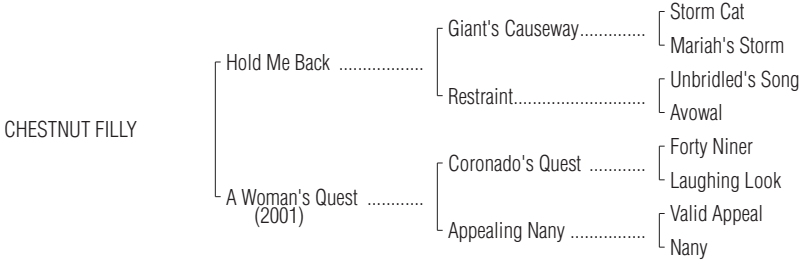 Storm Cat
Giant's Causeway..............
Mariah's Storm
Hold Me Back ..................
Unbridled's Song
Restraint............................
Avowal
CHESTNUT FILLY
Forty Niner
Coronado's Quest ............
Laughing Look
A Woman's Quest ............
(2001)
Valid Appeal
Appealing Nany ................
Nany